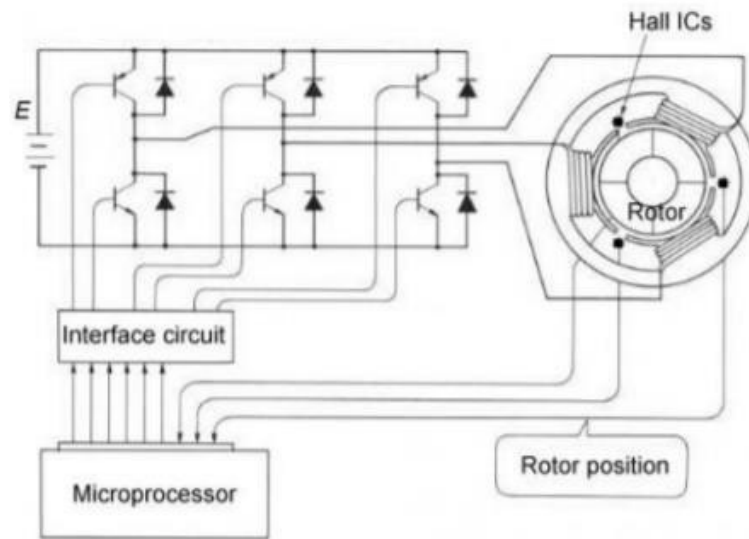 Hall ICs
E
Rotor
Interface circuit
Rotor position
Microprocessor